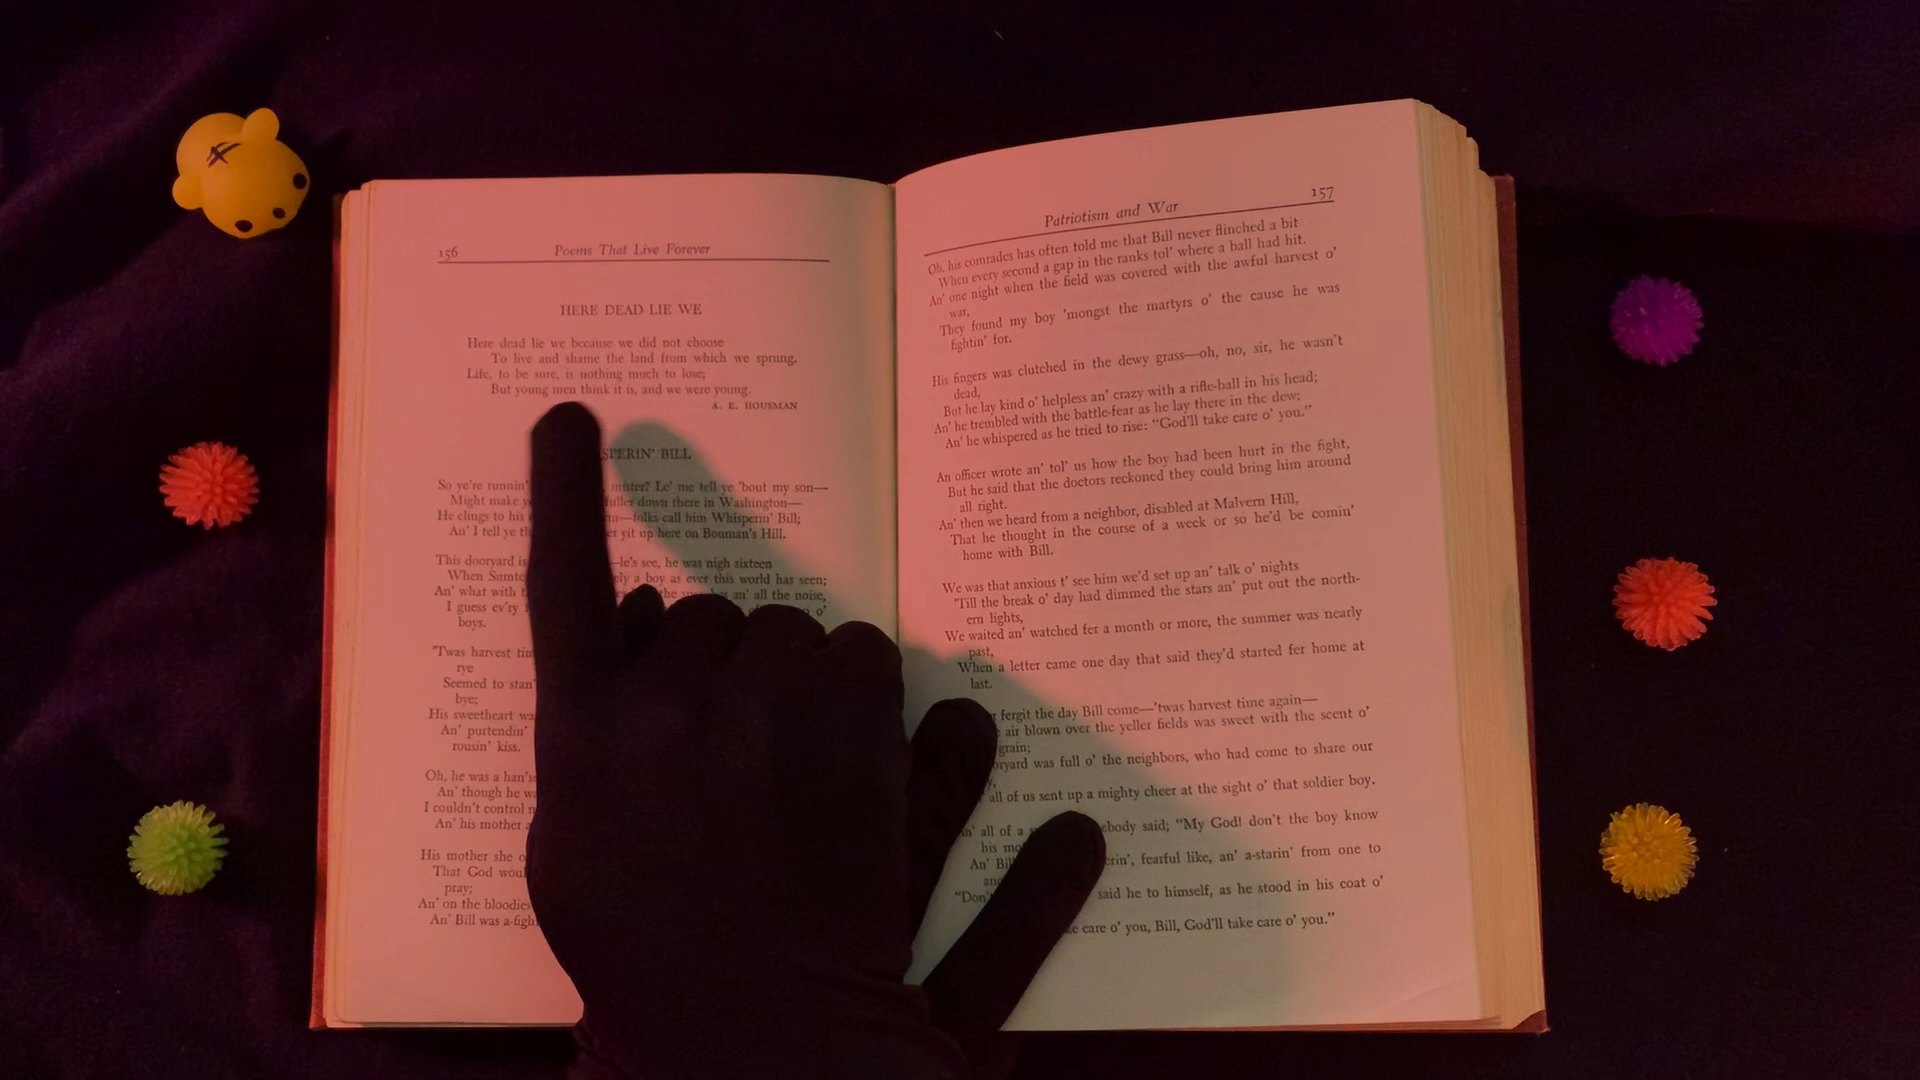 156
Poems That Live Forever
HERE DEAD LIE WE
Here dead lie we because we did not choose
To live and shame the land from which we sprung.
Life, to be sure, is nothing much to lose;
But young men think it is, and we were young.
A. E. HOUSMAN
SPERIN' BILL
So ye're runnin' mister? Le' me tell ye 'bout my son—
Might make fuller down there in Washington—
He clings to his —folks call him Whisperin' Bill;
An' I tell ye yit up here on Bouman's Hill.
This dooryard is —le's see, he was nigh sixteen
When a boy as ever this world has seen;
An' what with the an' all the noise,
I guess ev'ry o'
boys.
'Twas harvest
rye
Seemed to stan'
bye;
His sweetheart
An' purtendin'
rousin' kiss.
Oh, he was a
An' though he
I couldn't control
An' his mother
His mother she
That God
pray;
An' on the bloodies
An' Bill was
Patriotism and War
157
Oh, his comrades has often told me that Bill never flinched a bit
When every second a gap in the ranks tol' where a ball had hit.
An' one night when the field was covered with the awful harvest o'
war,
They found my boy 'mongst the martyrs o' the cause he was
fightin' for.
His fingers was clutched in the dewy grass—oh, no, sir, he wasn't
dead,
But he lay kind o' helpless an' crazy with a rifle-ball in his head;
An' he trembled with the battle-fear as he lay there in the dew;
An' he whispered as he tried to rise: "God'll take care o' you."
An officer wrote an' tol' us how the boy had been hurt in the fight,
But he said that the doctors reckoned they could bring him around
all right.
An' then we heard from a neighbor, disabled at Malvern Hill,
That he thought in the course of a week or so he'd be comin'
home with Bill.
We was that anxious t' see him we'd set up an' talk o' nights
'Till the break o' day had dimmed the stars an' put out the north-
ern lights,
We waited an' watched fer a month or more, the summer was nearly
past,
When a letter came one day that said they'd started fer home at
last.
fergit the day Bill come—'twas harvest time again—
air blown over the yeller fields was sweet with the scent o'
grain;
was full o' the neighbors, who had come to share our
all of us sent up a mighty cheer at the sight o' that soldier boy.
all of a said; "My God! don't the boy know
his
An' fearful like, an' a-starin' from one to
said he to himself, as he stood in his coat o'
care o' you, Bill, God'll take care o' you."